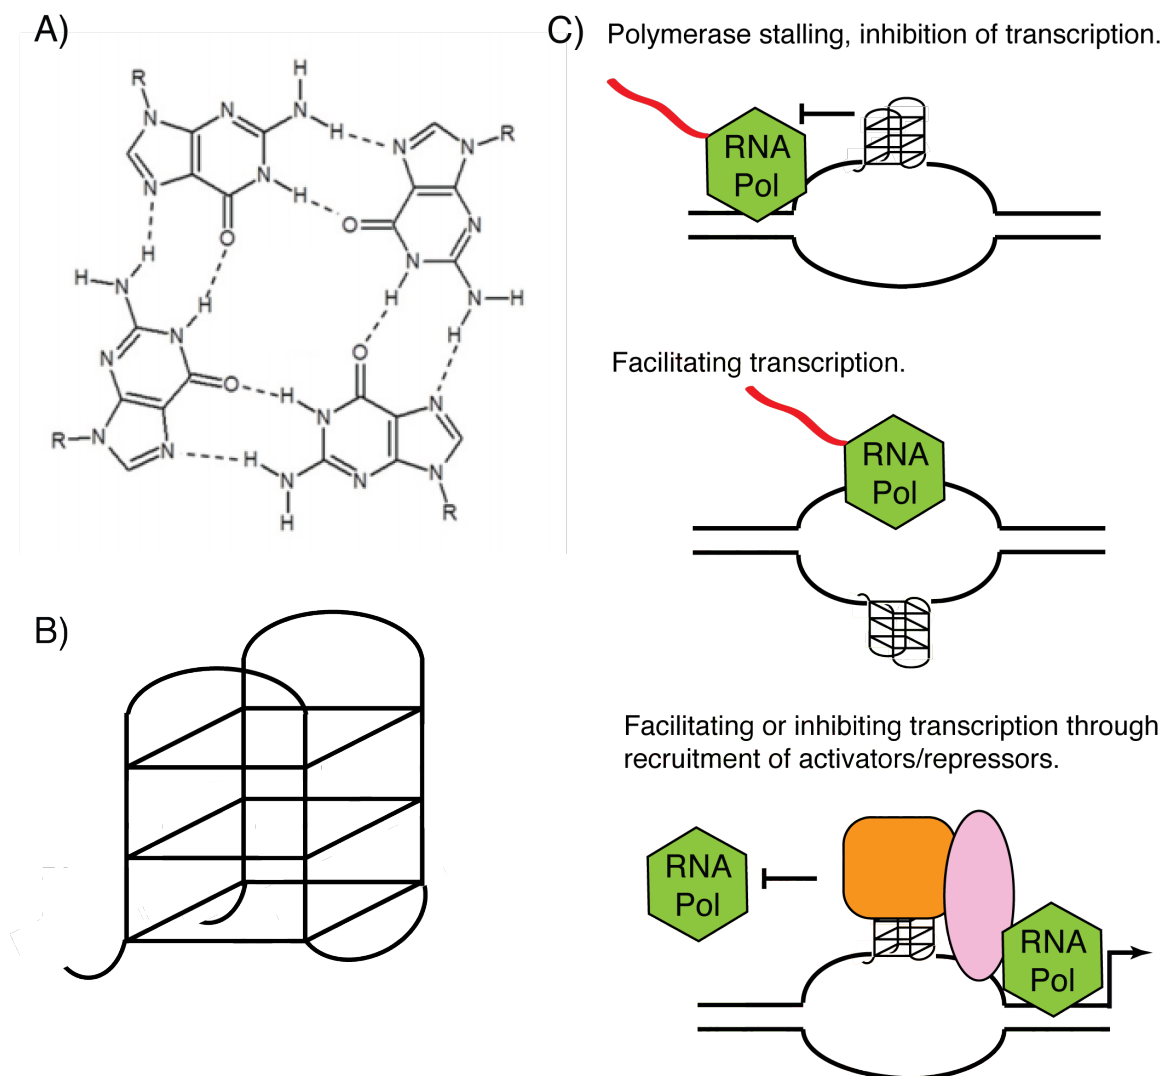 A)
R
H
N
N
N
H
R
N
N
N
N
H
O
O
N
H
H
N
H
N
N
H
H
N
H
H
O
N
O
H
N
N
R
N
N
H
N
N
N
H
R
B)
C)
Polymerase stalling, inhibition of transcription.
RNA
Pol
Facilitating transcription.
RNA
Pol
Facilitating or inhibiting transcription through
recruitment of activators/repressors.
RNA
Pol
RNA
Pol